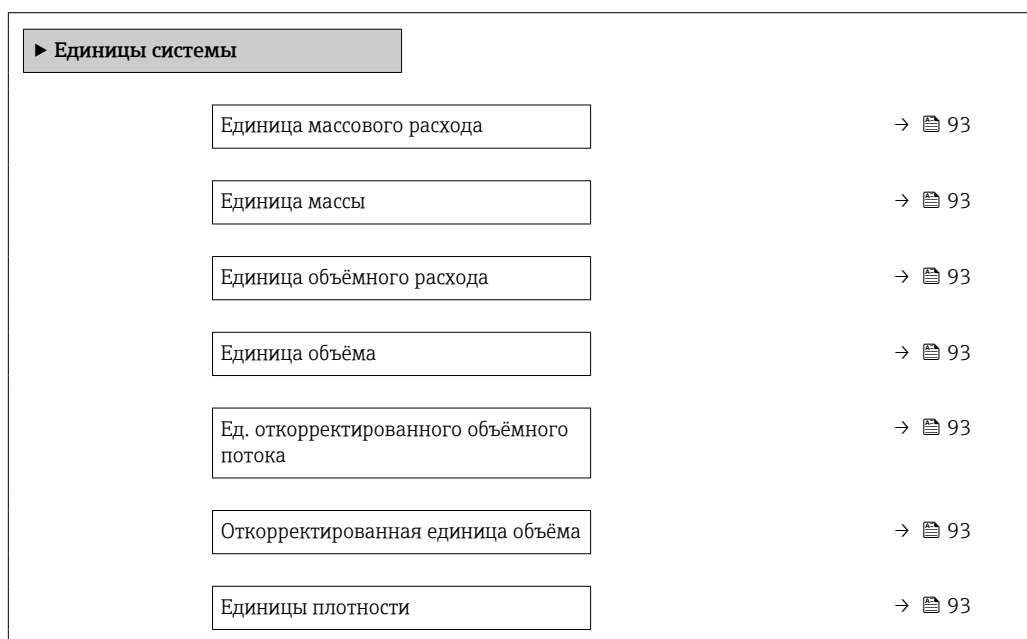 ▶ Единицы системы
Единица массового расхода → 93
Единица массы → 93
Единица объёмного расхода → 93
Единица объёма → 93
Ед. откорректированного объёмного → 93
потока
Откорректированная единица объёма → 93
Единицы плотности → 93